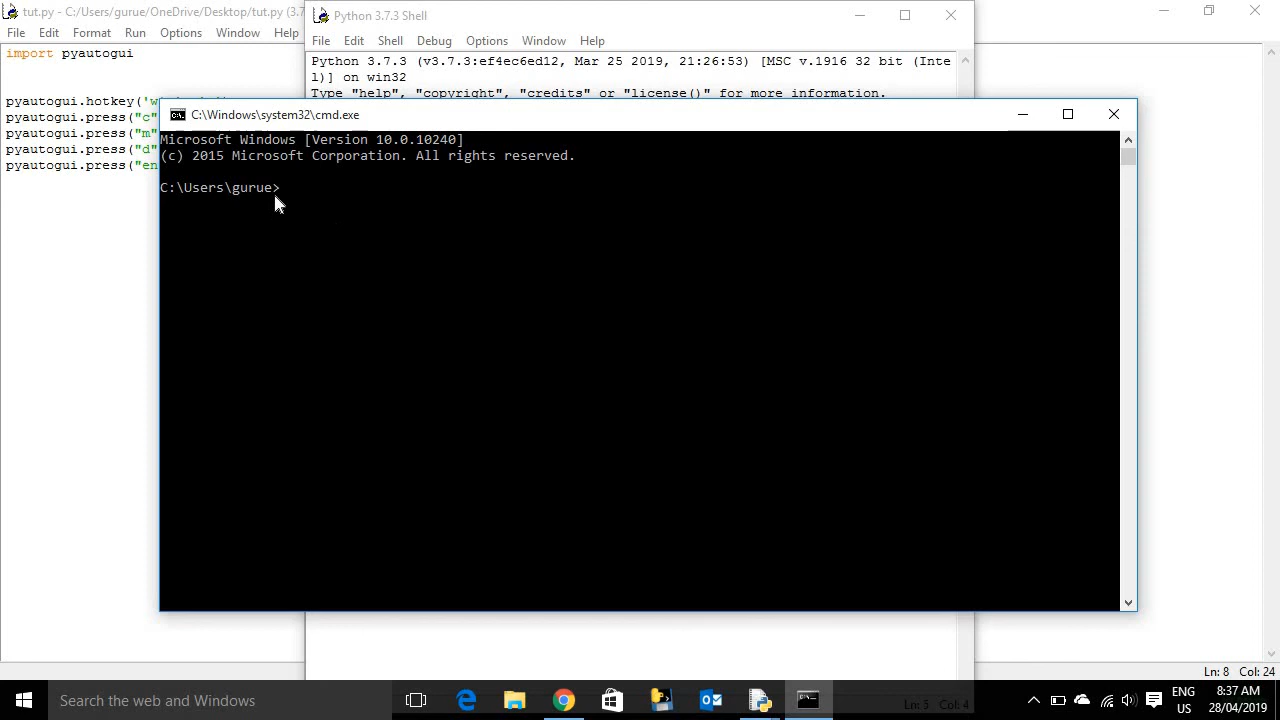 tut.py - C:/Users/gurue/OneDrive/Desktop/tut.py (3.7
File Edit Format Run Options Window Help
import pyautogui
pyautogui.hotkey('w
pyautogui.press("c"
pyautogui.press("m"
pyautogui.press("d"
pyautogui.press("en
Python 3.7.3 Shell
File Edit Shell Debug Options Window Help
Python 3.7.3 (v3.7.3:ef4ec6ed12, Mar 25 2019, 21:26:53) [MSC v.1916 32 bit (Inte
l)] on win32
Type "help", "copyright", "credits" or "license()" for more information.
C:\Windows\system32\cmd.exe
Microsoft Windows [Version 10.0.10240]
(c) 2015 Microsoft Corporation. All rights reserved.
C:\Users\gurue>
Ln: 8 Col: 24
Search the web and Windows
Ln: 5 Col: 4
ENG
US
8:37 AM
28/04/2019